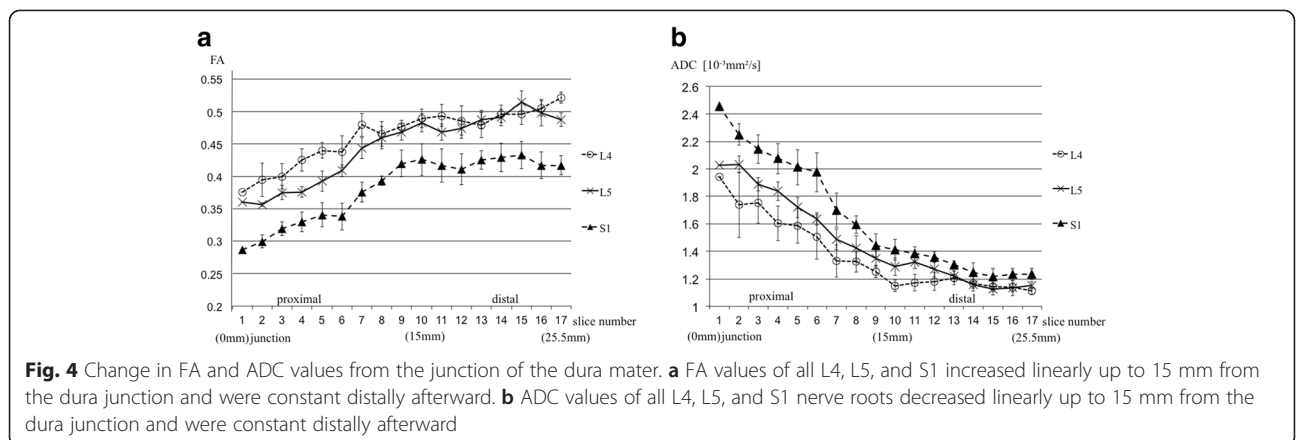 a
FA
0.55
0.5
0.45
0.4
0.35
0.3
0.25
0.2
proximal
distal
1 2 3 4 5 6 7 8 9 10 11 12 13 14 15 16 17 slice number
(0mm)junction
(15mm)
(25.5mm)
L4
L5
S1
b
ADC [10⁻³mm²/s]
2.6
2.4
2.2
2
1.8
1.6
1.4
1.2
1
proximal
distal
1 2 3 4 5 6 7 8 9 10 11 12 13 14 15 16 17 slice number
(0mm)junction
(15mm)
(25.5mm)
L4
L5
S1
Fig. 4 Change in FA and ADC values from the junction of the dura mater. a FA values of all L4, L5, and S1 increased linearly up to 15 mm from
the dura junction and were constant distally afterward. b ADC values of all L4, L5, and S1 nerve roots decreased linearly up to 15 mm from the
dura junction and were constant distally afterward